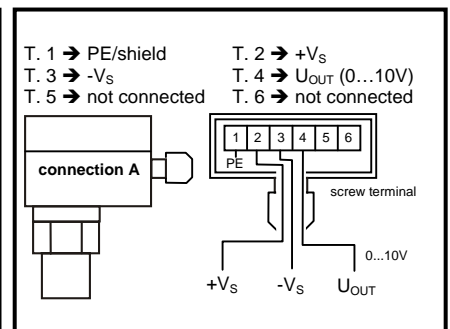 T. 1 ➔ PE/shield T. 2 ➔ +VS
T. 3 ➔ -VS T. 4 ➔ UOUT (0…10V)
T. 5 ➔ not connected T. 6 ➔ not connected
1 2 3 4 5 6
PE
connection A
screw terminal
0...10V
+VS -VS UOUT